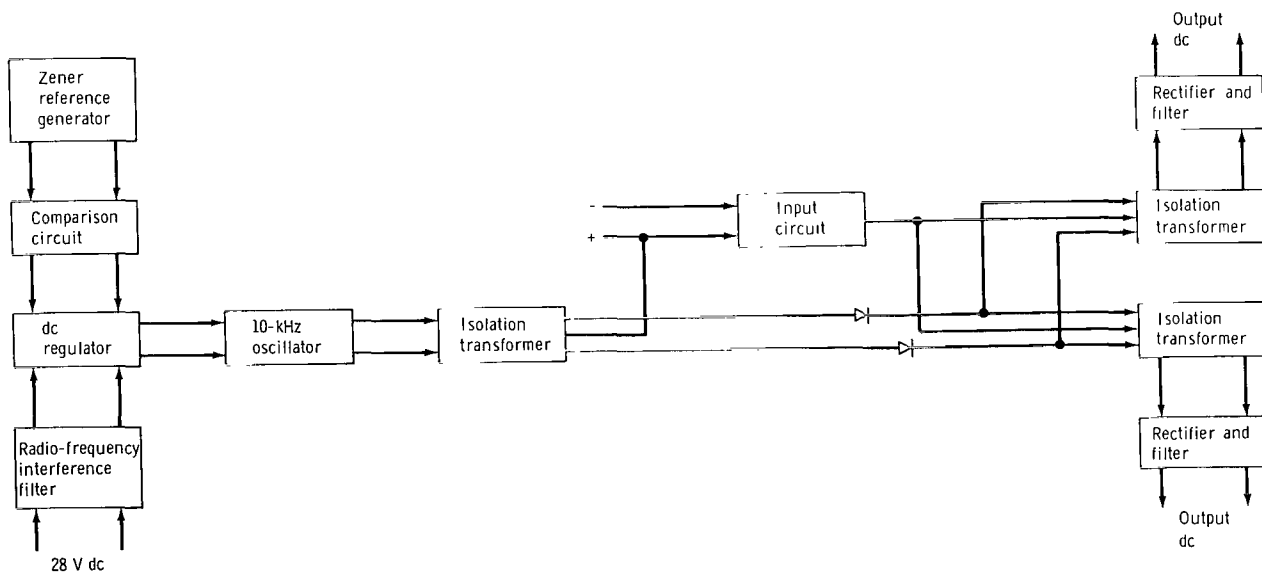 Output
dc
Zener
reference
generator
Rectifier and
filter
Comparison
circuit
-
+
Input
circuit
Isolation
transformer
dc
regulator
10-kHz
oscillator
Isolation
transformer
Isolation
transformer
Radio-frequency
interference
filter
Rectifier and
filter
28 V dc
Output
dc